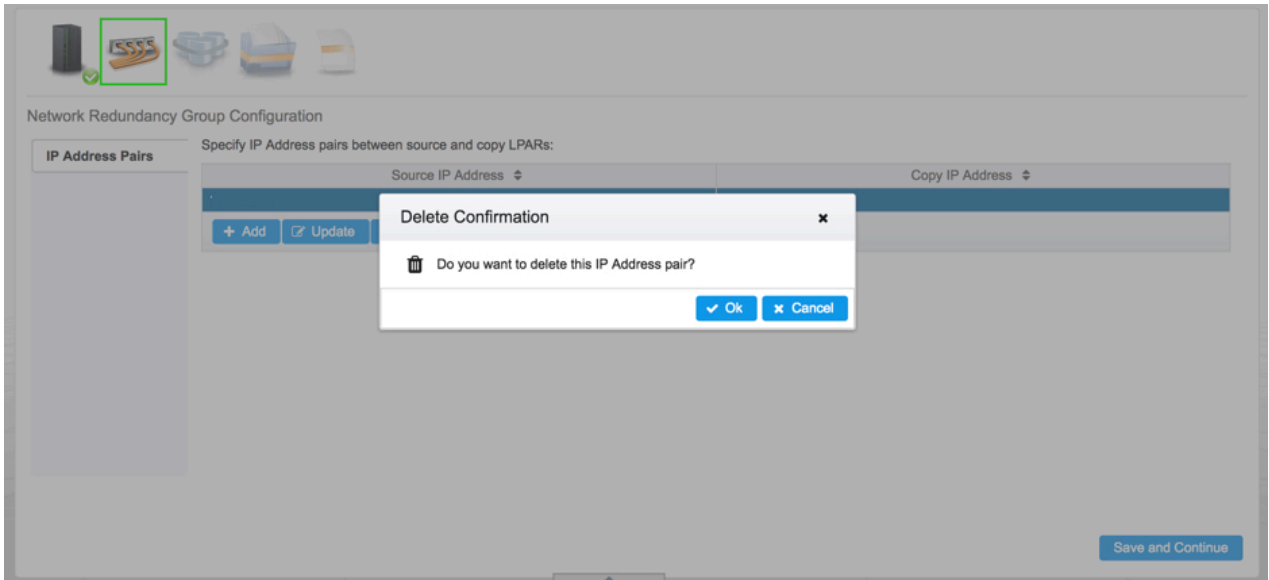 Network Redundancy Group Configuration
IP Address Pairs
Specify IP Address pairs between source and copy LPARs:
Source IP Address
Copy IP Address
Add
Update
Delete Confirmation
Do you want to delete this IP Address pair?
Ok
Cancel
Save and Continue